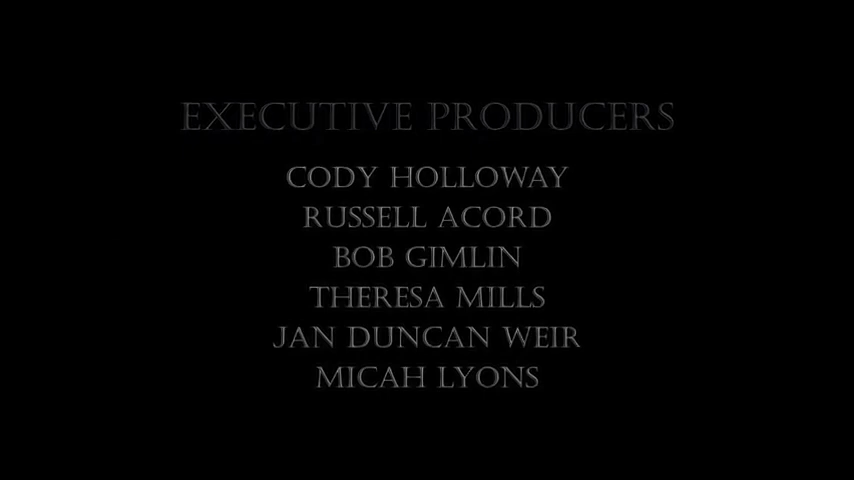 EXECUTIVE PRODUCERS
CODY HOLLOWAY
RUSSELL ACORD
BOB GIMLIN
THERESA MILLS
JAN DUNCAN WEIR
MICAH LYONS